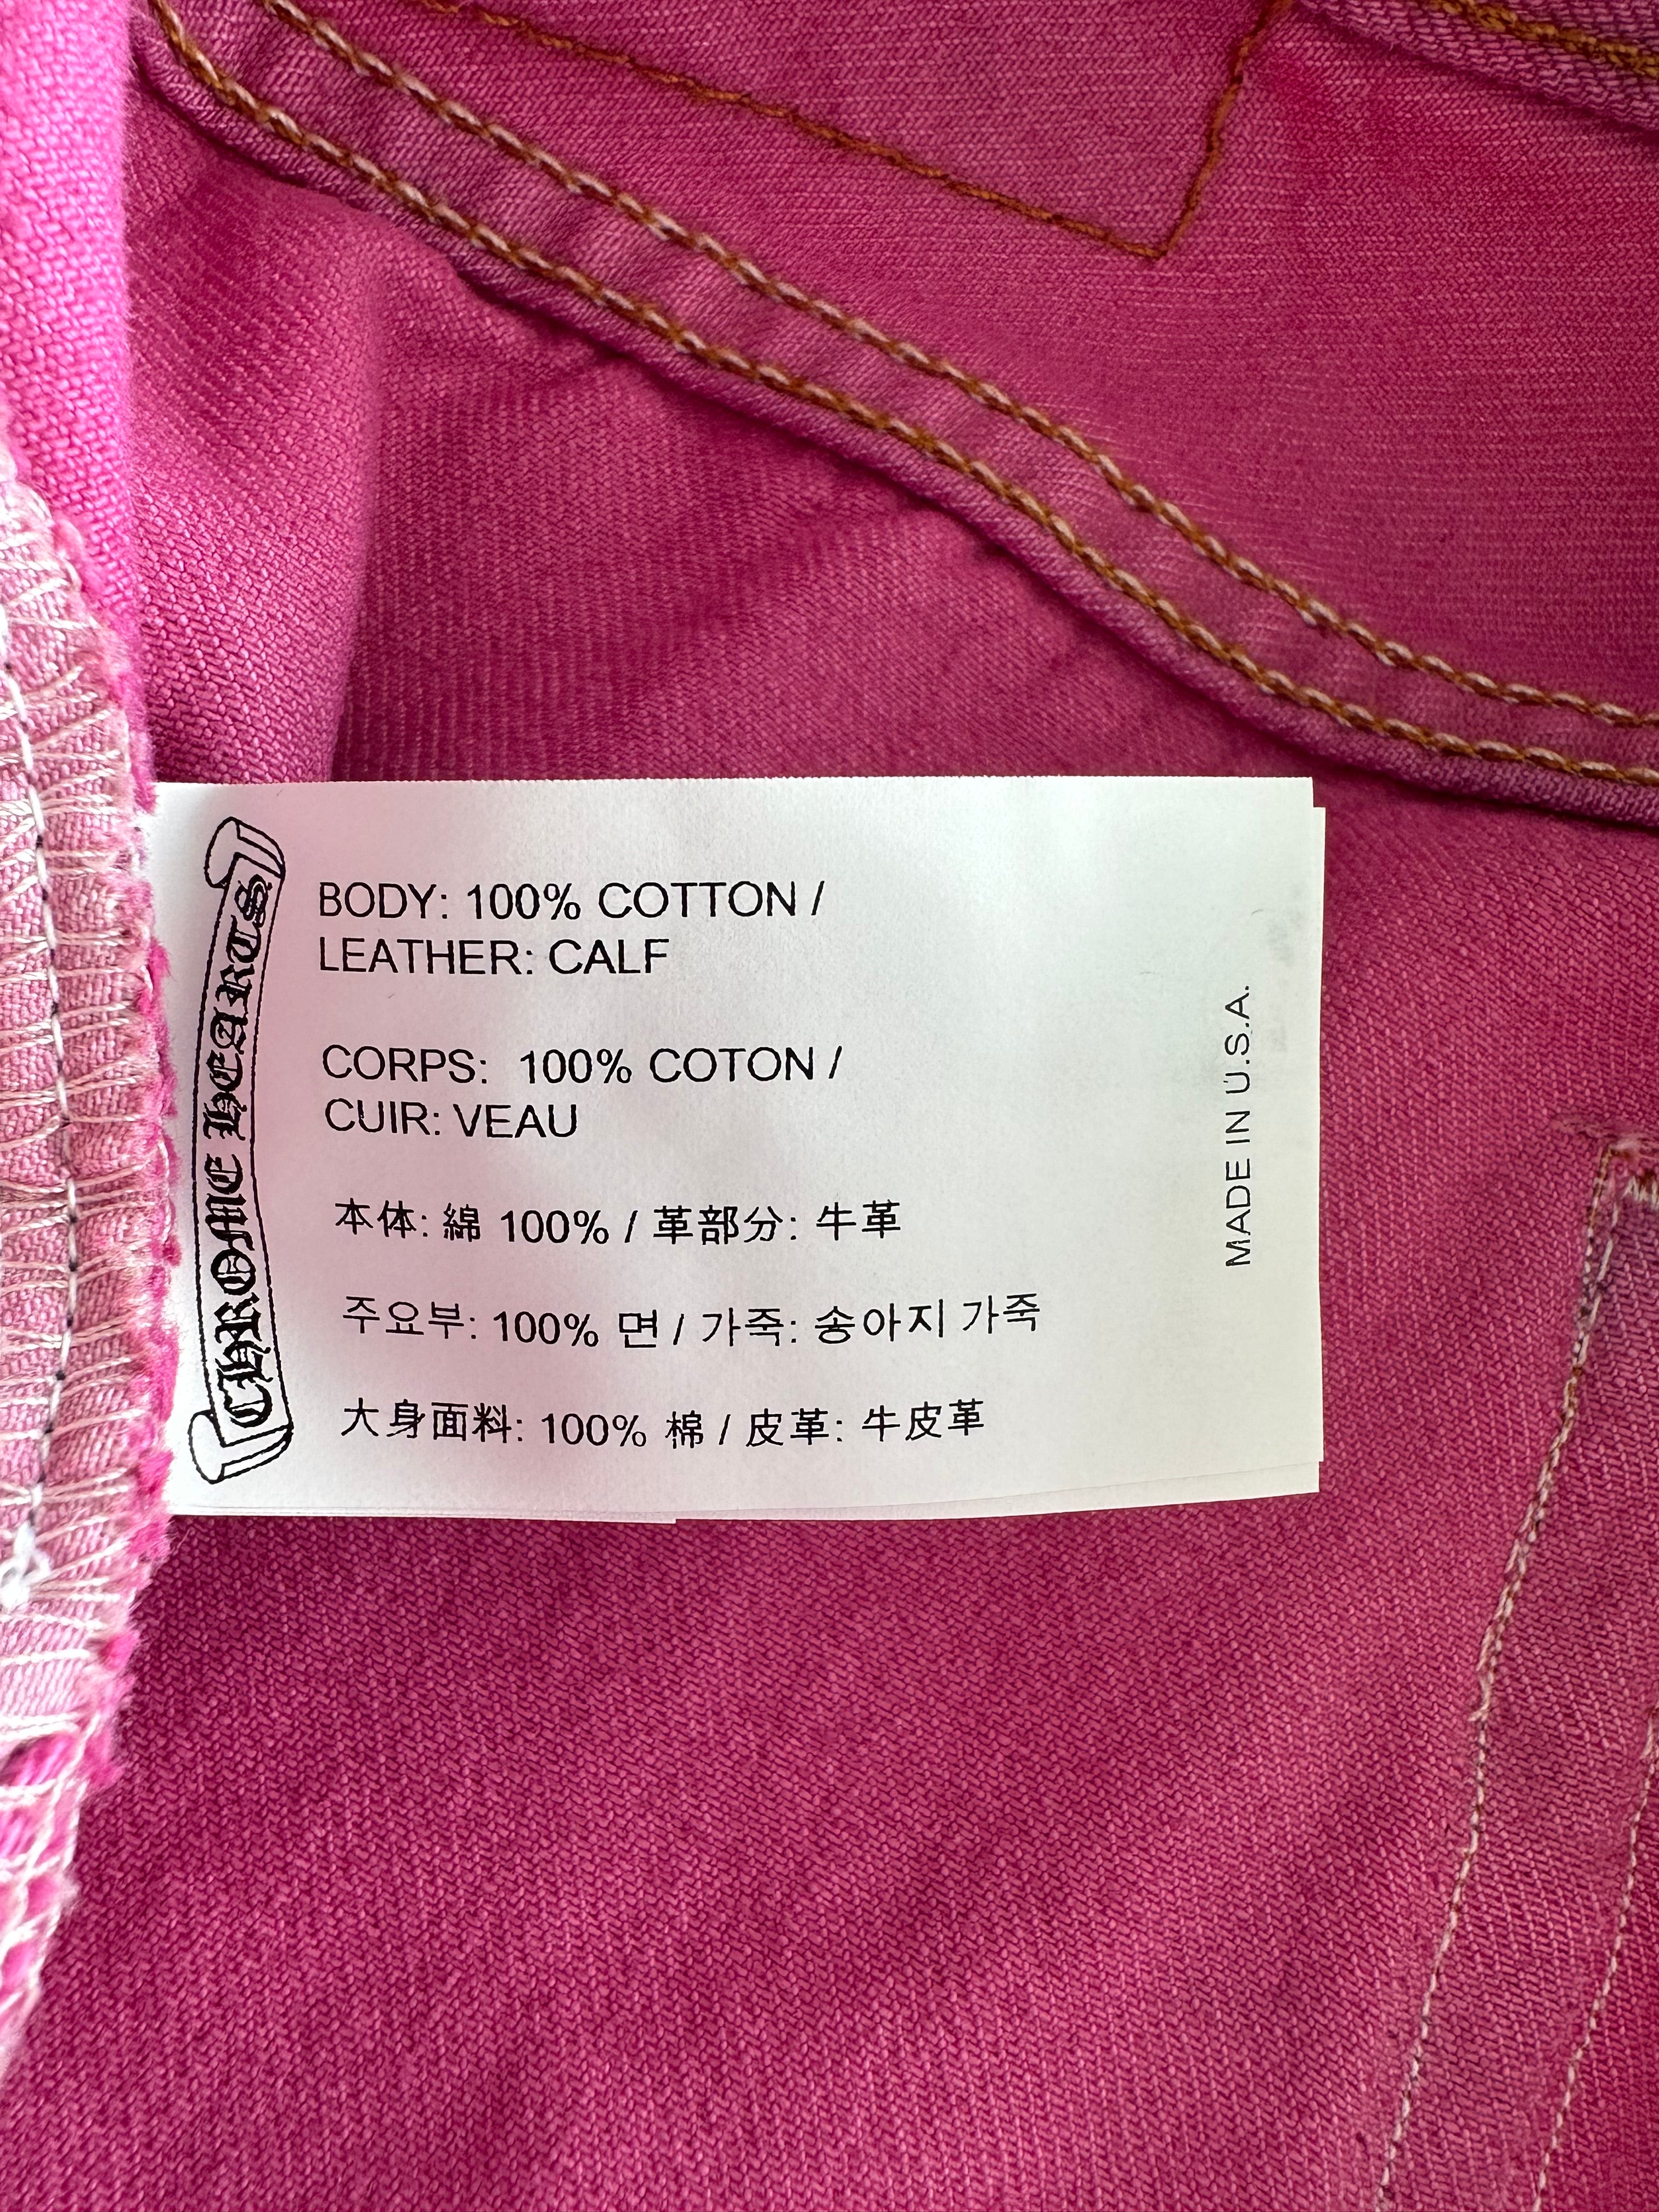 CHROME HEARTS
BODY: 100% COTTON /
LEATHER: CALF
CORPS: 100% COTON /
CUIR: VEAU
本体: 綿 100% / 革部分: 牛革
주요부: 100% 면 / 가죽: 송아지 가죽
大身面料: 100% 棉 / 皮革: 牛皮革
MADE IN U.S.A.